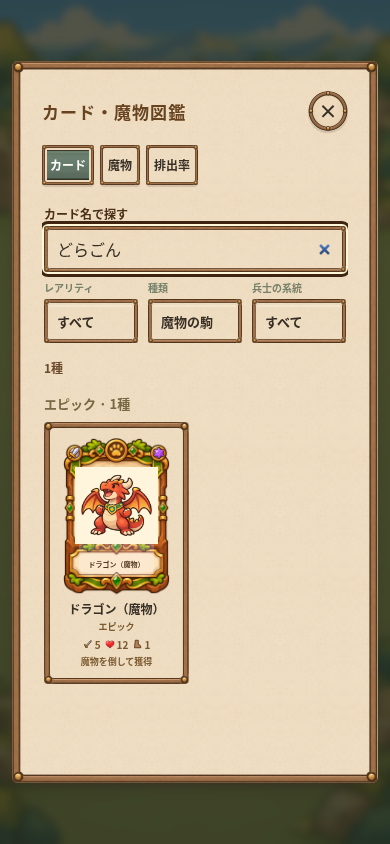 カード・魔物図鑑
カード 魔物 排出率
カード名で探す
どらごん
レアリティ 種類 兵士の系統
すべて 魔物の駒 すべて
1種
エピック・1種
ドラゴン（魔物）
ドラゴン（魔物）
エピック
5 12 1
魔物を倒して獲得